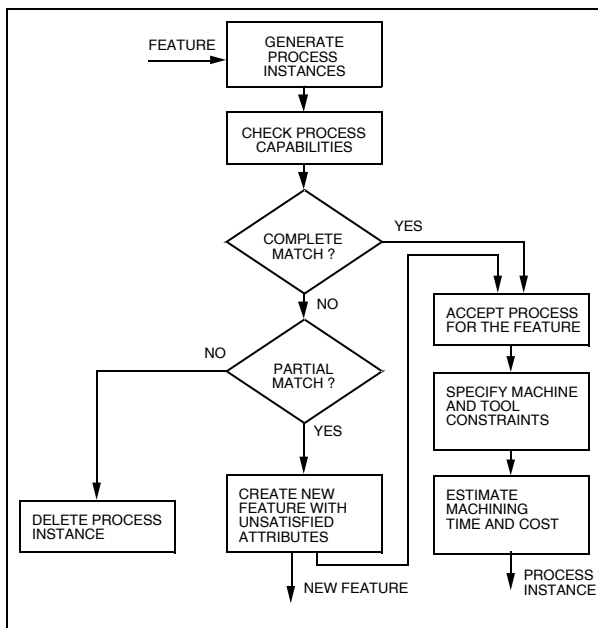 FEATURE
GENERATE
PROCESS
INSTANCES
CHECK PROCESS
CAPABILITIES
COMPLETE
MATCH ?
YES
NO
PARTIAL
MATCH ?
NO
YES
DELETE PROCESS
INSTANCE
CREATE NEW
FEATURE WITH
UNSATISFIED
ATTRIBUTES
NEW FEATURE
ACCEPT PROCESS
FOR THE FEATURE
SPECIFY MACHINE
AND TOOL
CONSTRAINTS
ESTIMATE
MACHINING
TIME AND COST
PROCESS
INSTANCE